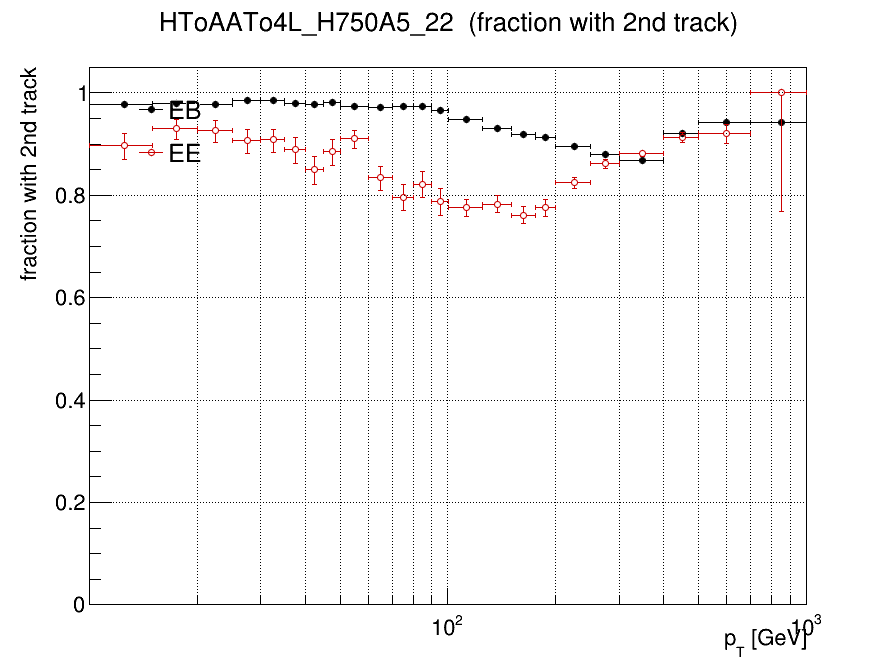 HToAATo4L_H750A5_22 (fraction with 2nd track)
fraction with 2nd track
1
0.8
0.6
0.4
0.2
0
EB
EE
10²
10³
p_T [GeV]